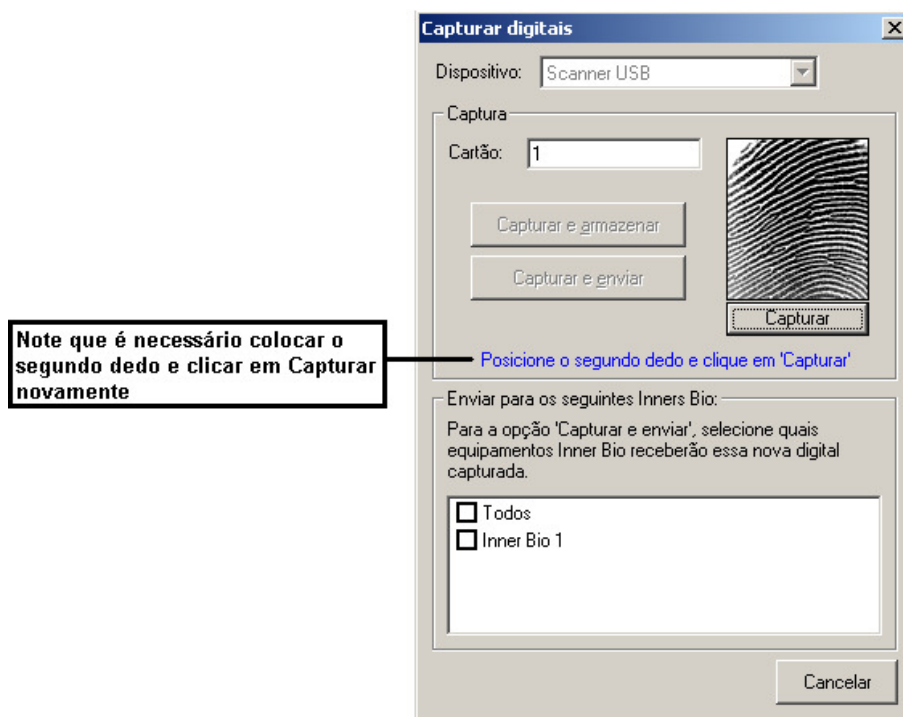 Capturar digitais
Dispositivo: Scanner USB
Captura
Cartão: 1
Capturar e armazenar
Capturar e enviar
Capturar
Note que é necessário colocar o
segundo dedo e clicar em Capturar
novamente
Posicione o segundo dedo e clique em 'Capturar'
Enviar para os seguintes Inners Bio:
Para a opção 'Capturar e enviar', selecione quais
equipamentos Inner Bio receberão essa nova digital
capturada.
Todos
Inner Bio 1
Cancelar